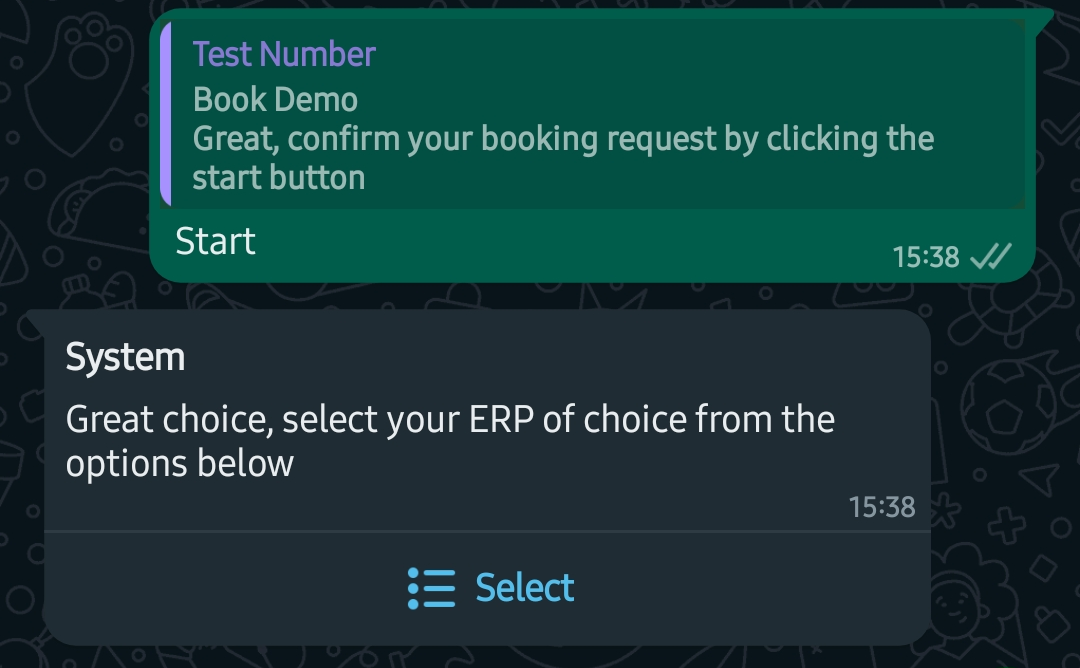 Test Number
Book Demo
Great, confirm your booking request by clicking the
start button
Start
15:38
System
Great choice, select your ERP of choice from the
options below
15:38
Select